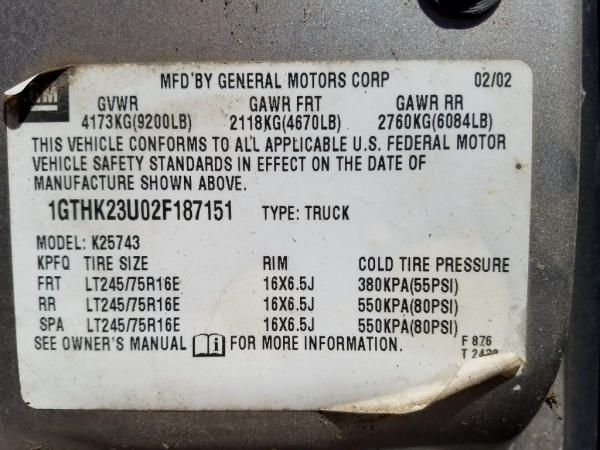 GM
MFD'BY GENERAL MOTORS CORP 02/02
GVWR GAWR FRT GAWR RR
4173KG(9200LB) 2118KG(4670LB) 2760KG(6084LB)
THIS VEHICLE CONFORMS TO ALL APPLICABLE U.S. FEDERAL MOTOR
VEHICLE SAFETY STANDARDS IN EFFECT ON THE DATE OF
MANUFACTURE SHOWN ABOVE.
1GTHK23U02F187151 TYPE: TRUCK
MODEL: K25743
KPFQ TIRE SIZE RIM COLD TIRE PRESSURE
FRT LT245/75R16E 16X6.5J 380KPA(55PSI)
RR LT245/75R16E 16X6.5J 550KPA(80PSI)
SPA LT245/75R16E 16X6.5J 550KPA(80PSI)
SEE OWNER'S MANUAL i FOR MORE INFORMATION. F 876
T